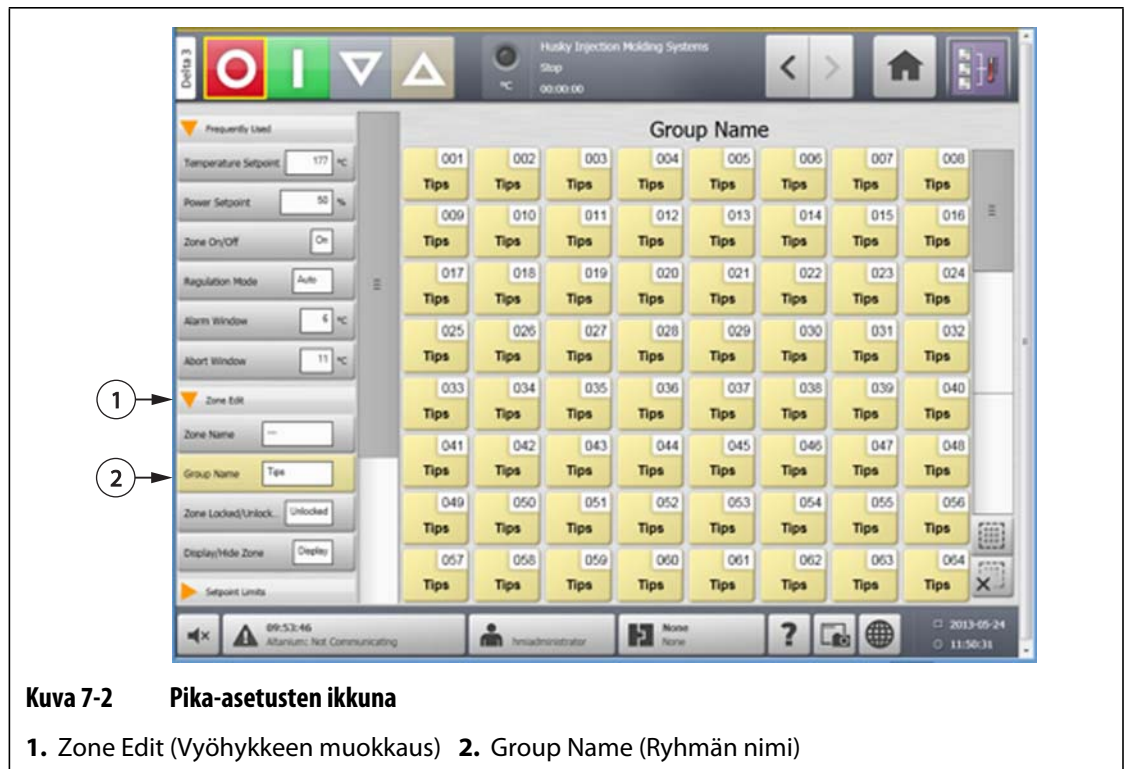 Delta 3
Husky Injection Molding Systems
Stop
°C 00:00:00
Frequently Used
Temperature Setpoint 177 °C
Power Setpoint 50 %
Zone On/Off On
Regulation Mode Auto
Alarm Window 6 °C
Abort Window 11 °C
1
Zone Edit
Zone Name ---
2
Group Name Tips
Zone Locked/Unlock... Unlocked
Display/Hide Zone Display
Setpoint Limits
Group Name
001 002 003 004 005 006 007 008
Tips Tips Tips Tips Tips Tips Tips Tips
009 010 011 012 013 014 015 016
Tips Tips Tips Tips Tips Tips Tips Tips
017 018 019 020 021 022 023 024
Tips Tips Tips Tips Tips Tips Tips Tips
025 026 027 028 029 030 031 032
Tips Tips Tips Tips Tips Tips Tips Tips
033 034 035 036 037 038 039 040
Tips Tips Tips Tips Tips Tips Tips Tips
041 042 043 044 045 046 047 048
Tips Tips Tips Tips Tips Tips Tips Tips
049 050 051 052 053 054 055 056
Tips Tips Tips Tips Tips Tips Tips Tips
057 058 059 060 061 062 063 064
Tips Tips Tips Tips Tips Tips Tips Tips
09:53:46
Altanium: Not Communicating
hmiadministrator
None
None
?
2013-05-24
11:50:31
Kuva 7-2 Pika-asetusten ikkuna
1. Zone Edit (Vyöhykkeen muokkaus) 2. Group Name (Ryhmän nimi)